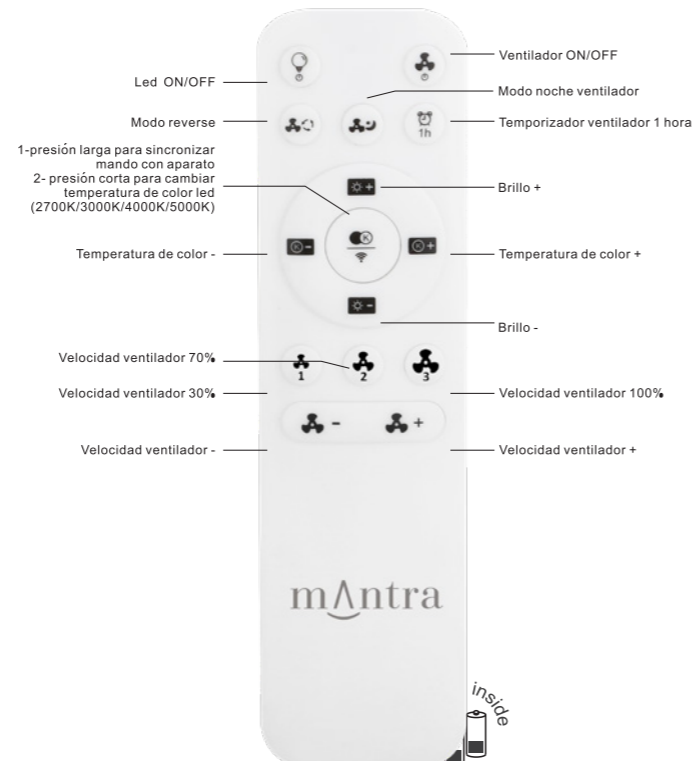 Led ON/OFF
Ventilador ON/OFF
Modo noche ventilador
Modo reverse
Temporizador ventilador 1 hora
1h
1-presión larga para sincronizar
mando con aparato
2- presión corta para cambiar
temperatura de color led
(2700K/3000K/4000K/5000K)
Brillo +
+
Temperatura de color -
K -
K
K +
Temperatura de color +
-
Brillo -
Velocidad ventilador 70%
1
2
3
Velocidad ventilador 30%
Velocidad ventilador 100%
- +
Velocidad ventilador -
Velocidad ventilador +
mantra
inside